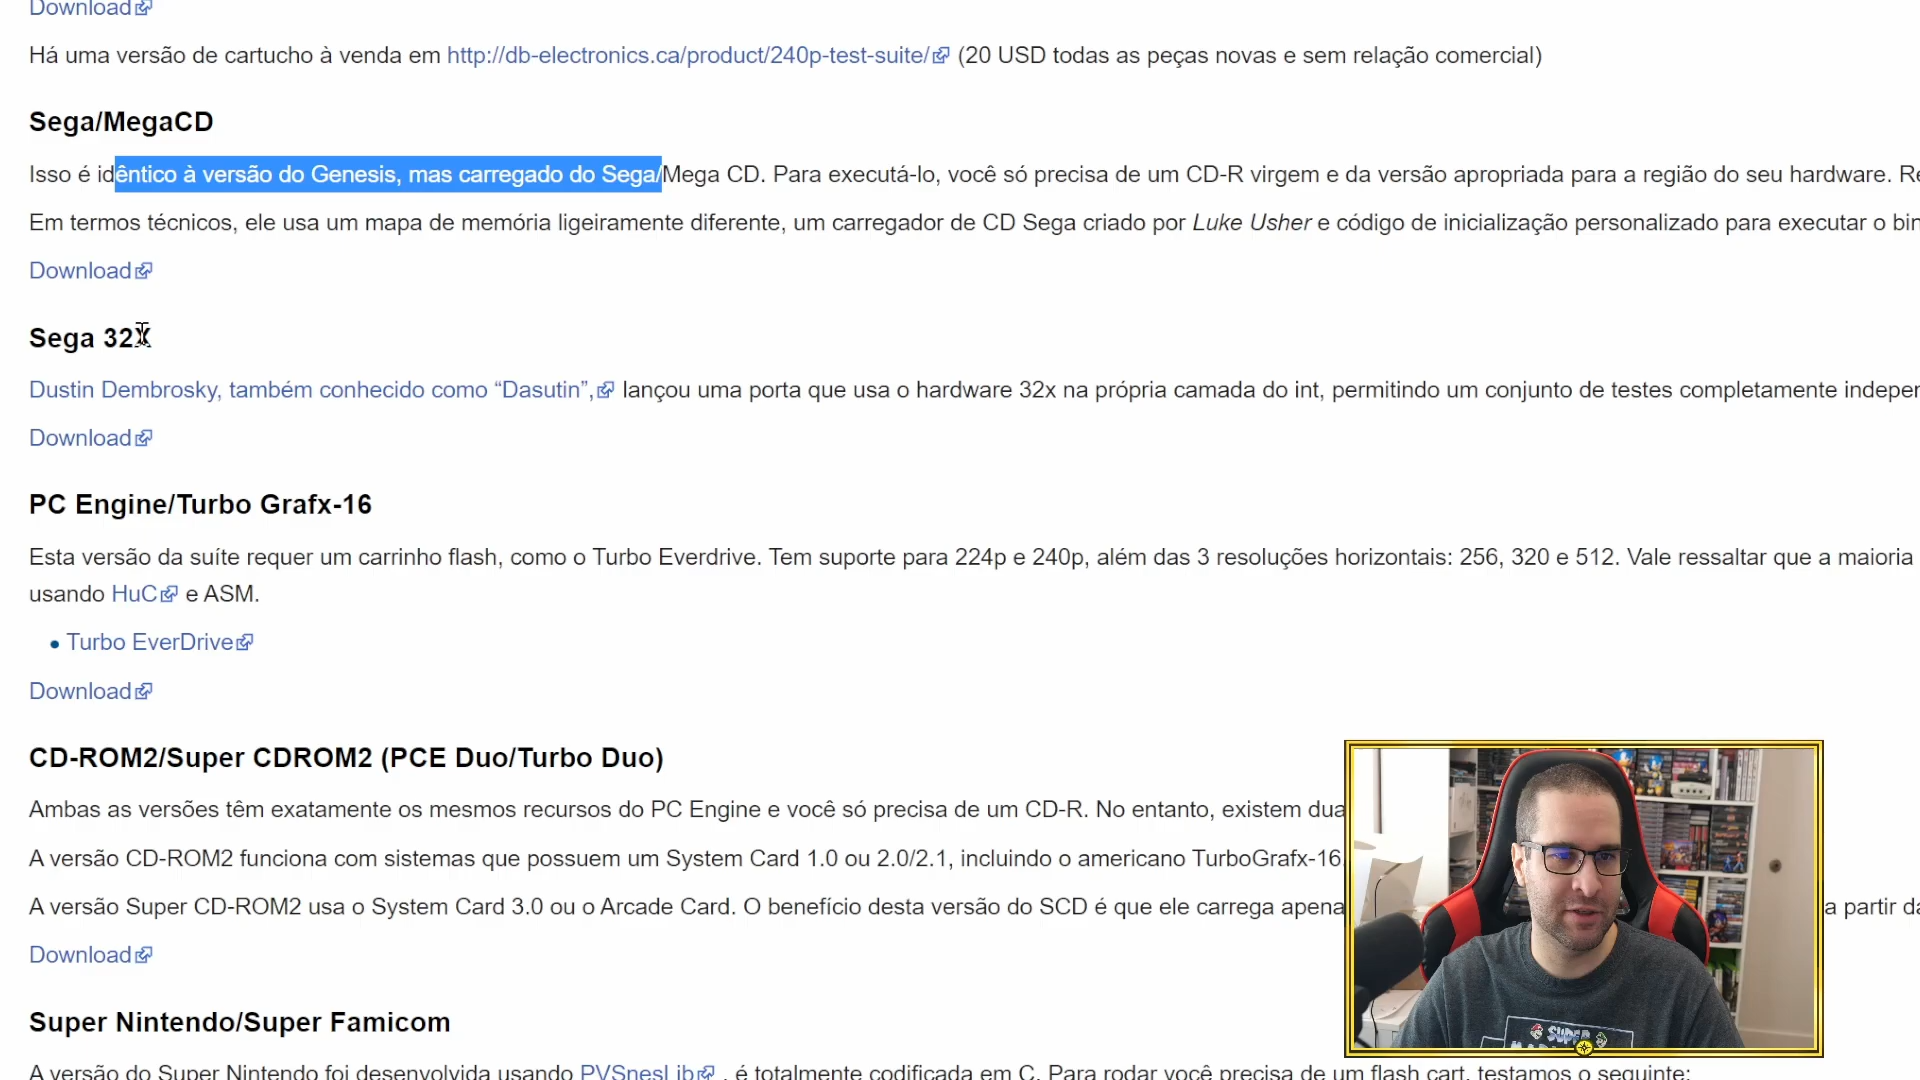 Download
Há uma versão de cartucho à venda em http://db-electronics.ca/product/240p-test-suite/ (20 USD todas as peças novas e sem relação comercial)
Sega/MegaCD
Isso é idêntico à versão do Genesis, mas carregado do Sega/Mega CD. Para executá-lo, você só precisa de um CD-R virgem e da versão apropriada para a região do seu hardware.
Em termos técnicos, ele usa um mapa de memória ligeiramente diferente, um carregador de CD Sega criado por Luke Usher e código de inicialização personalizado para executar o bin
Download
Sega 32X
Dustin Dembrosky, também conhecido como “Dasutin”, lançou uma porta que usa o hardware 32x na própria camada do int, permitindo um conjunto de testes completamente indepen
Download
PC Engine/Turbo Grafx-16
Esta versão da suíte requer um carrinho flash, como o Turbo Everdrive. Tem suporte para 224p e 240p, além das 3 resoluções horizontais: 256, 320 e 512. Vale ressaltar que a maioria
usando HuC e ASM.
• Turbo EverDrive
Download
CD-ROM2/Super CDROM2 (PCE Duo/Turbo Duo)
Ambas as versões têm exatamente os mesmos recursos do PC Engine e você só precisa de um CD-R. No entanto, existem dua
A versão CD-ROM2 funciona com sistemas que possuem um System Card 1.0 ou 2.0/2.1, incluindo o americano TurboGrafx-16
A versão Super CD-ROM2 usa o System Card 3.0 ou o Arcade Card. O benefício desta versão do SCD é que ele carrega apena a partir da
Download
Super Nintendo/Super Famicom
A versão do Super Nintendo foi desenvolvida usando PVSnesLib , é totalmente codificada em C. Para rodar você precisa de um flash cart, testamos o seguinte:
SUPER